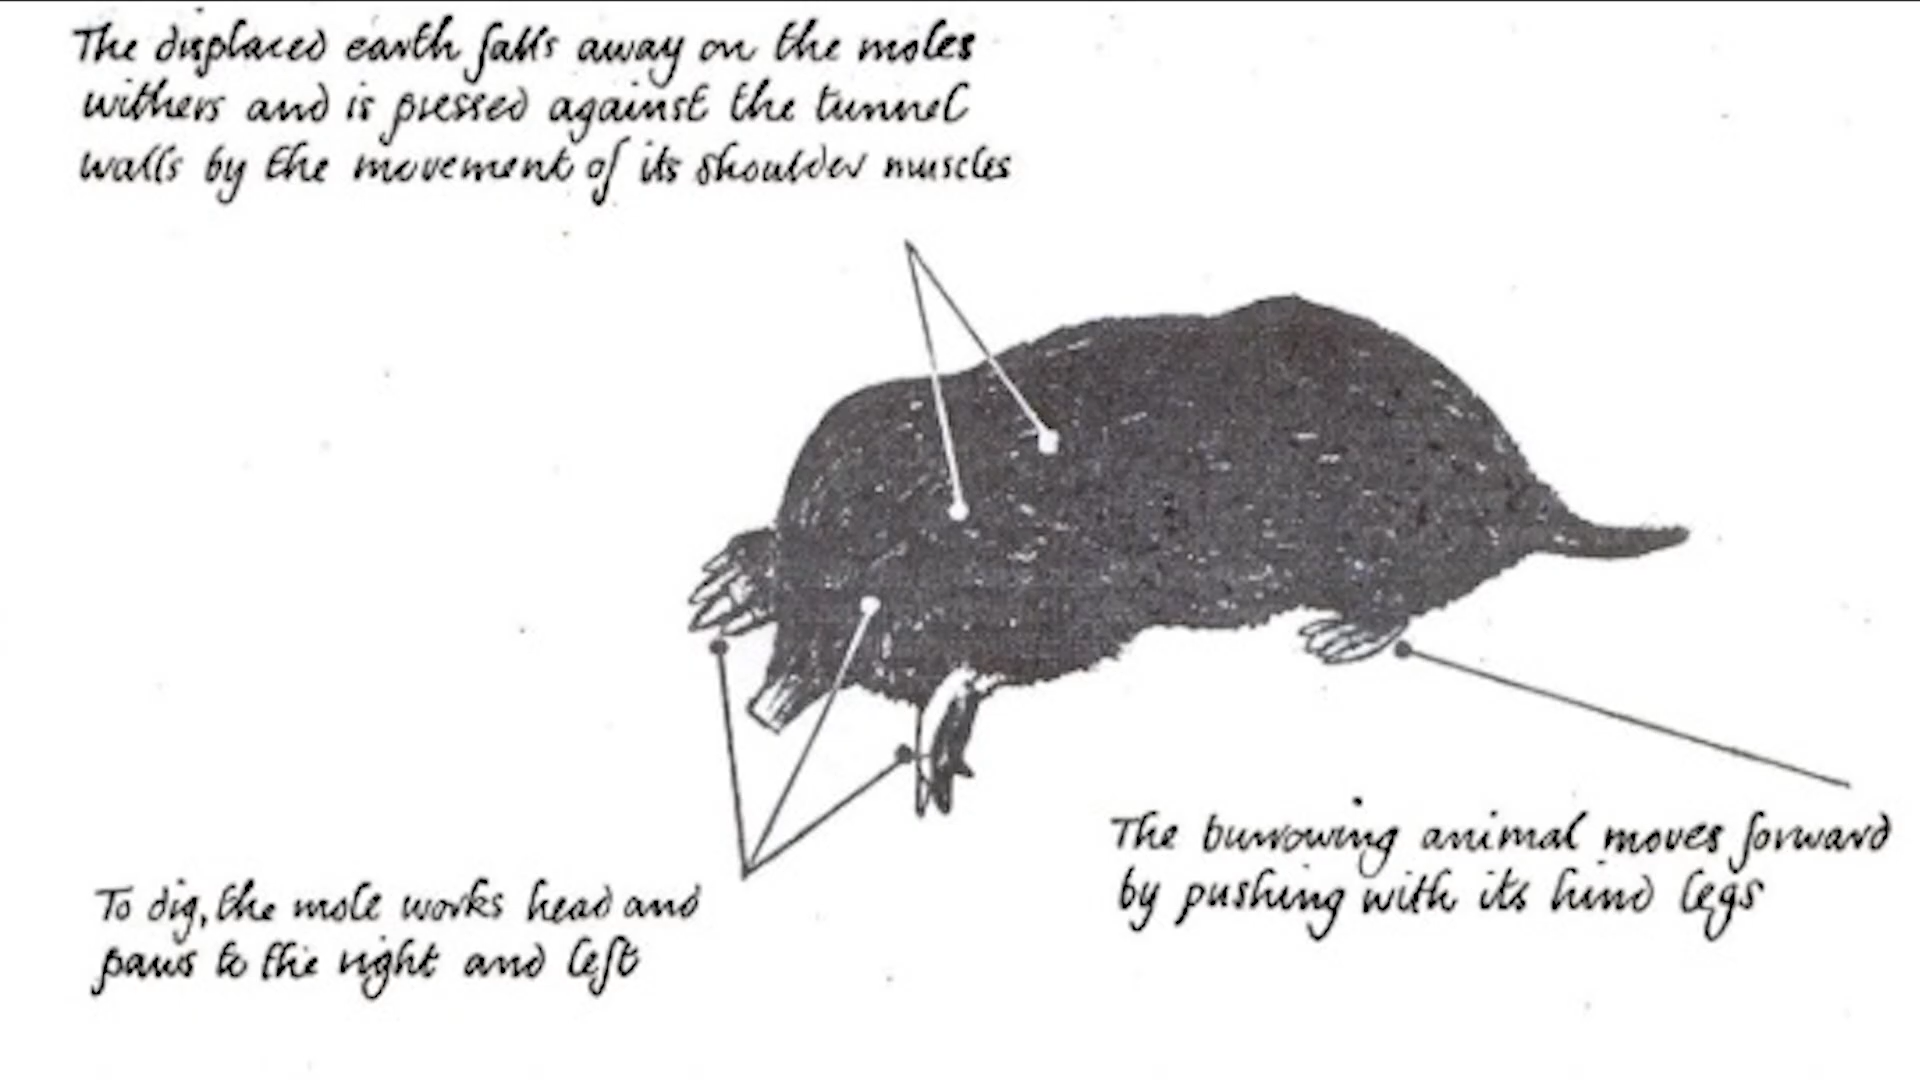 The displaced earth falls away on the moles
withers and is pressed against the tunnel
walls by the movement of its shoulder muscles
To dig, the mole works head and
paws to the right and left
The burrowing animal moves forward
by pushing with its hind legs